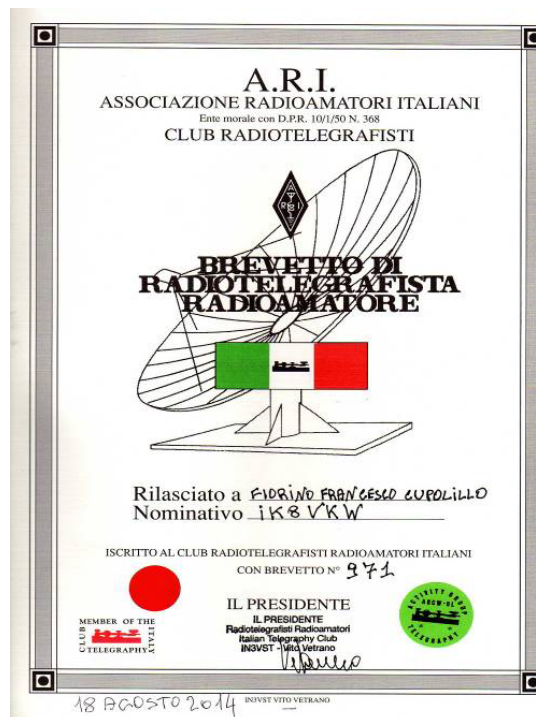 A.R.I.
ASSOCIAZIONE RADIOAMATORI ITALIANI
Ente morale con D.P.R. 10/1/50 N. 368
CLUB RADIOTELEGRAFISTI
A
R I
BREVETTO DI
RADIOTELEGRAFISTA
RADIOAMATORE
Rilasciato a FIORINO FRANCESCO CUPOLILLO
Nominativo iK8VKW
ISCRITTO AL CLUB RADIOTELEGRAFISTI RADIOAMATORI ITALIANI
CON BREVETTO N° 971
MEMBER OF THE
CLUB
ITALY
TELEGRAPHY
IL PRESIDENTE
IL PRESIDENTE
Radiotelegrafisti Radioamatori
Italian Telegraphy Club
IN3VST - Vito Vetrano
ACTIVITY GROUP
AGCW-DL
TELEGRAPHY
18 AGOSTO 2014
IN3VST VITO VETRANO